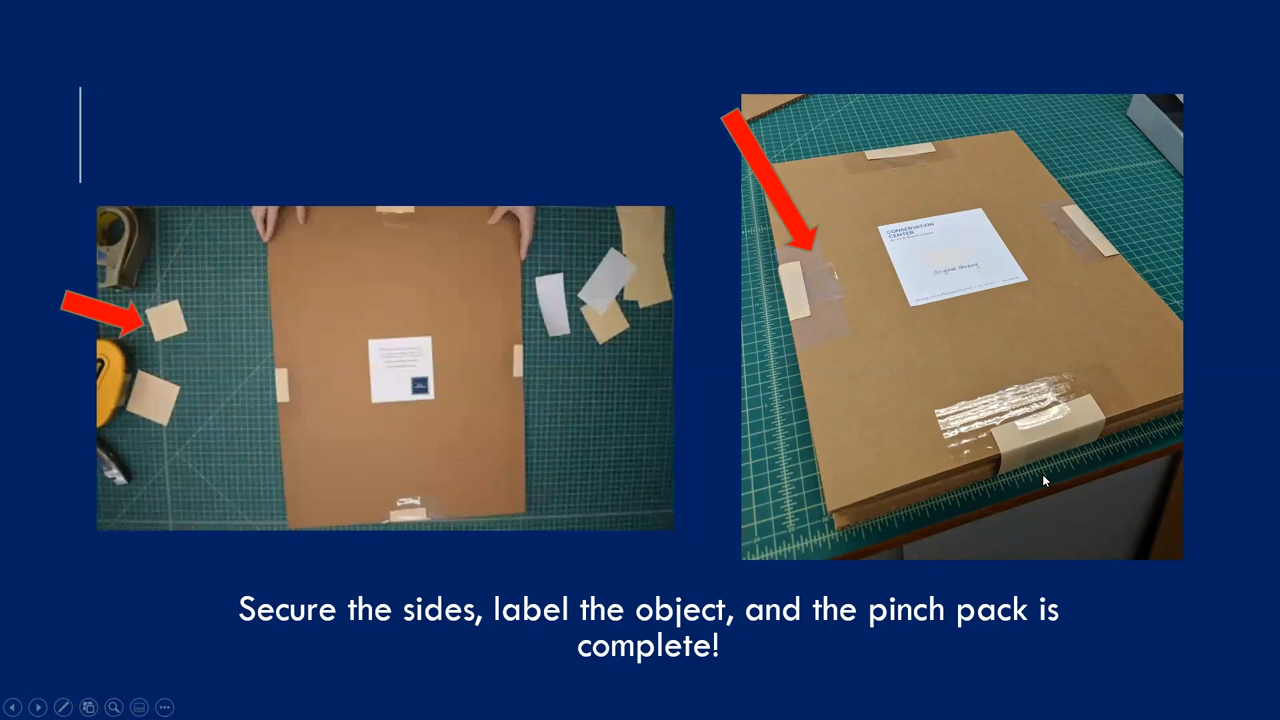 CONSERVATION
CENTER
Original Housing
Secure the sides, label the object, and the pinch pack is
complete!